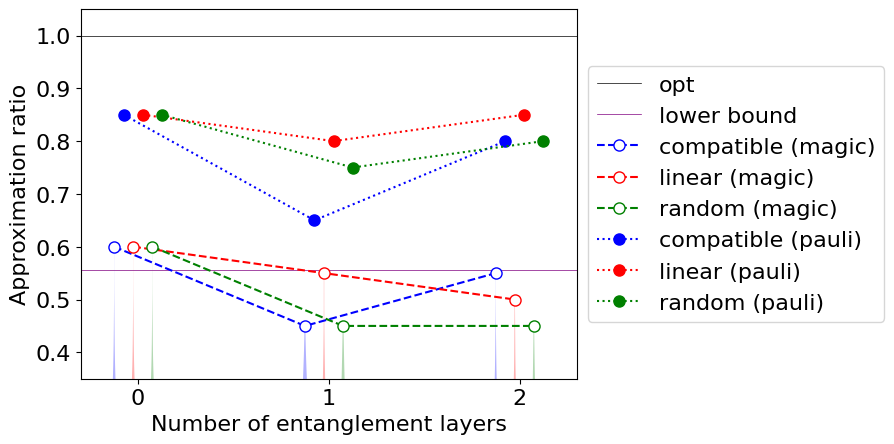 1.0
0.9
0.8
0.7
0.6
0.5
0.4
Approximation ratio
0 1 2
Number of entanglement layers
opt
lower bound
compatible (magic)
linear (magic)
random (magic)
compatible (pauli)
linear (pauli)
random (pauli)